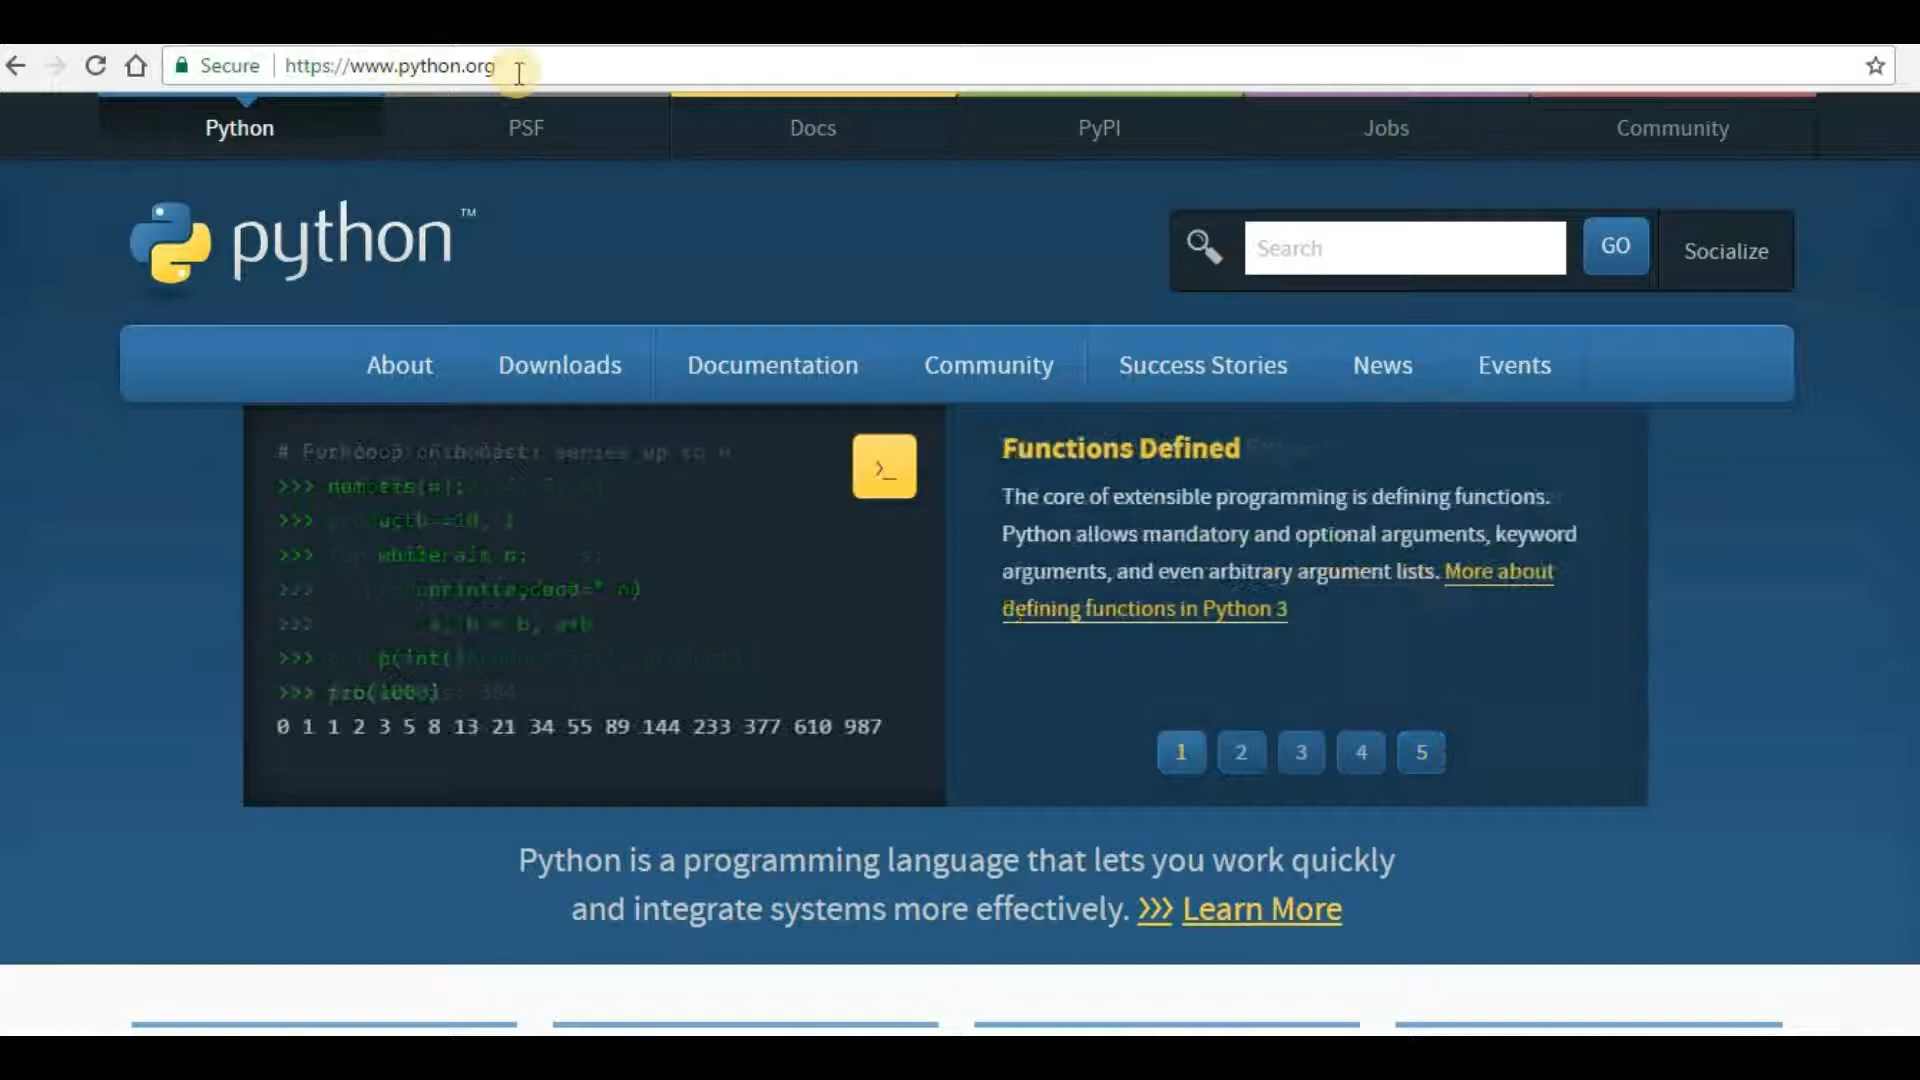 Secure https://www.python.org
Python PSF Docs PyPI Jobs Community
python™
Search GO Socialize
About Downloads Documentation Community Success Stories News Events
>_
Functions Defined
The core of extensible programming is defining functions.
Python allows mandatory and optional arguments, keyword
arguments, and even arbitrary argument lists. More about
defining functions in Python 3
>>>
>>>
>>>
>>>
>>>
>>>
>>>
0 1 1 2 3 5 8 13 21 34 55 89 144 233 377 610 987
1 2 3 4 5
Python is a programming language that lets you work quickly
and integrate systems more effectively. >>> Learn More